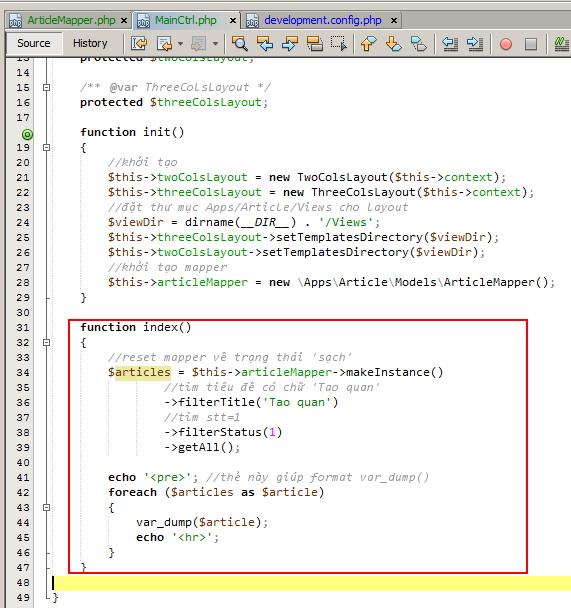 ArticleMapper.php
MainCtrl.php
development.config.php
Source
History
13 protected $twoColsLayout;
14
15 /** @var ThreeColsLayout */
16 protected $threeColsLayout;
17
function init()
19 {
20 //khởi tạo
21 $this->twoColsLayout = new TwoColsLayout($this->context);
22 $this->threeColsLayout = new ThreeColsLayout($this->context);
23 //đặt thư mục Apps/Article/Views cho layout
24 $viewDir = dirname(__DIR__) . '/Views';
25 $this->threeColsLayout->setTemplatesDirectory($viewDir);
26 $this->twoColsLayout->setTemplatesDirectory($viewDir);
27 //khởi tạo mapper
28 $this->articleMapper = new \Apps\Article\Models\ArticleMapper();
29 }
30
31 function index()
32 {
33 //reset mapper về trạng thái 'sạch'
34 $articles = $this->articleMapper->makeInstance()
35 //tìm tiêu đề có chữ 'Tao quan'
36 ->filterTitle('Tao quan')
37 //tìm stt=1
38 ->filterStatus(1)
39 ->getAll();
40
41 echo '<pre>'; //thẻ này giúp format var_dump()
42 foreach ($articles as $article)
43 {
44 var_dump($article);
45 echo '<hr>';
46 }
47 }
48
49 }